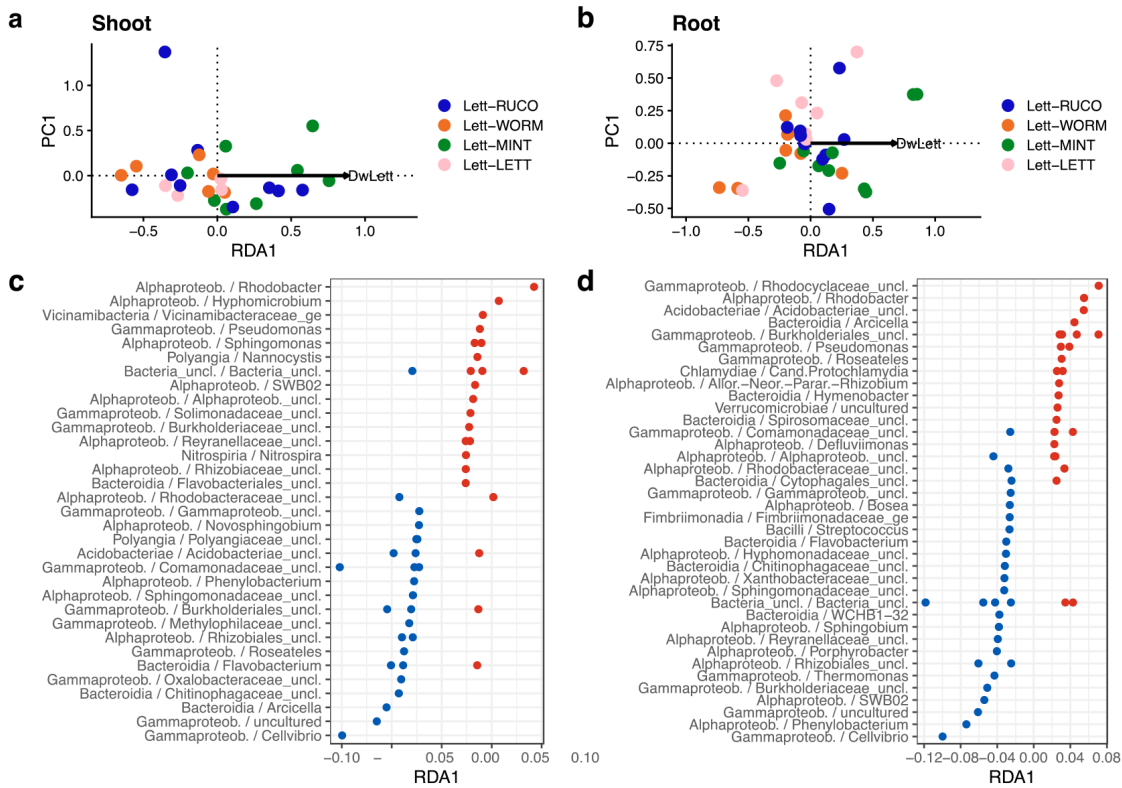 a
Shoot
PC1
1.0
0.5
0.0
DwLett
−0.5
0.0
0.5
1.0
RDA1
Lett−RUCO
Lett−WORM
Lett−MINT
Lett−LETT
b
Root
PC1
0.75
0.50
0.25
0.00
−0.25
−0.50
DwLett
−1.0
−0.5
0.0
0.5
1.0
RDA1
Lett−RUCO
Lett−WORM
Lett−MINT
Lett−LETT
c
Alphaproteob. / Rhodobacter
Alphaproteob. / Hyphomicrobium
Vicinamibacteria / Vicinamibacteraceae_ge
Gammaproteob. / Pseudomonas
Alphaproteob. / Sphingomonas
Polyangia / Nannocystis
Bacteria_uncl. / Bacteria_uncl.
Alphaproteob. / SWB02
Alphaproteob. / Alphaproteob._uncl.
Gammaproteob. / Solimonadaceae_uncl.
Gammaproteob. / Burkholderiaceae_uncl.
Alphaproteob. / Reyranellaceae_uncl.
Nitrospiria / Nitrospira
Alphaproteob. / Rhizobiaceae_uncl.
Bacteroidia / Flavobacteriales_uncl.
Alphaproteob. / Rhodobacteraceae_uncl.
Gammaproteob. / Gammaproteob._uncl.
Alphaproteob. / Novosphingobium
Polyangia / Polyangiaceae_uncl.
Acidobacteriae / Acidobacteriae_uncl.
Gammaproteob. / Comamonadaceae_uncl.
Alphaproteob. / Phenylobacterium
Alphaproteob. / Sphingomonadaceae_uncl.
Gammaproteob. / Burkholderiales_uncl.
Gammaproteob. / Methylophilaceae_uncl.
Alphaproteob. / Rhizobiales_uncl.
Gammaproteob. / Roseateles
Bacteroidia / Flavobacterium
Gammaproteob. / Oxalobacteraceae_uncl.
Bacteroidia / Chitinophagaceae_uncl.
Bacteroidia / Arcicella
Gammaproteob. / uncultured
Gammaproteob. / Cellvibrio
−0.10
−
0.05
0.00
0.05
0.10
RDA1
d
Gammaproteob. / Rhodocyclaceae_uncl.
Alphaproteob. / Rhodobacter
Acidobacteriae / Acidobacteriae_uncl.
Bacteroidia / Arcicella
Gammaproteob. / Burkholderiales_uncl.
Gammaproteob. / Pseudomonas
Gammaproteob. / Roseateles
Chlamydiae / Cand.Protochlamydia
Alphaproteob. / Allor.−Neor.−Parar.−Rhizobium
Bacteroidia / Hymenobacter
Verrucomicrobiae / uncultured
Bacteroidia / Spirosomaceae_uncl.
Gammaproteob. / Comamonadaceae_uncl.
Alphaproteob. / Defluviimonas
Alphaproteob. / Alphaproteob._uncl.
Alphaproteob. / Rhodobacteraceae_uncl.
Bacteroidia / Cytophagales_uncl.
Gammaproteob. / Gammaproteob._uncl.
Alphaproteob. / Bosea
Fimbriimonadia / Fimbriimonadaceae_ge
Bacilli / Streptococcus
Bacteroidia / Flavobacterium
Alphaproteob. / Hyphomonadaceae_uncl.
Bacteroidia / Chitinophagaceae_uncl.
Alphaproteob. / Xanthobacteraceae_uncl.
Alphaproteob. / Sphingomonadaceae_uncl.
Bacteria_uncl. / Bacteria_uncl.
Bacteroidia / WCHB1−32
Alphaproteob. / Sphingobium
Alphaproteob. / Reyranellaceae_uncl.
Alphaproteob. / Porphyrobacter
Alphaproteob. / Rhizobiales_uncl.
Gammaproteob. / Thermomonas
Gammaproteob. / Burkholderiaceae_uncl.
Alphaproteob. / SWB02
Gammaproteob. / uncultured
Alphaproteob. / Phenylobacterium
Gammaproteob. / Cellvibrio
−0.12
−0.08
−0.04
0.00
0.04
0.08
RDA1